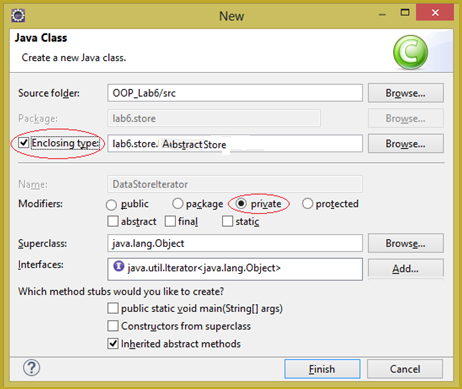 New
Java Class
Create a new Java class.
C
Source folder: OOP_Lab6/src Browse...
Package: lab6.store Browse...
Enclosing type: lab6.store. AbstractStore Browse...
Name: DataStoreIterator
Modifiers: public package private protected
abstract final static
Superclass: java.lang.Object Browse...
Interfaces: java.util.Iterator<java.lang.Object> Add...
Which method stubs would you like to create?
public static void main(String[] args)
Constructors from superclass
Inherited abstract methods
? Finish Cancel